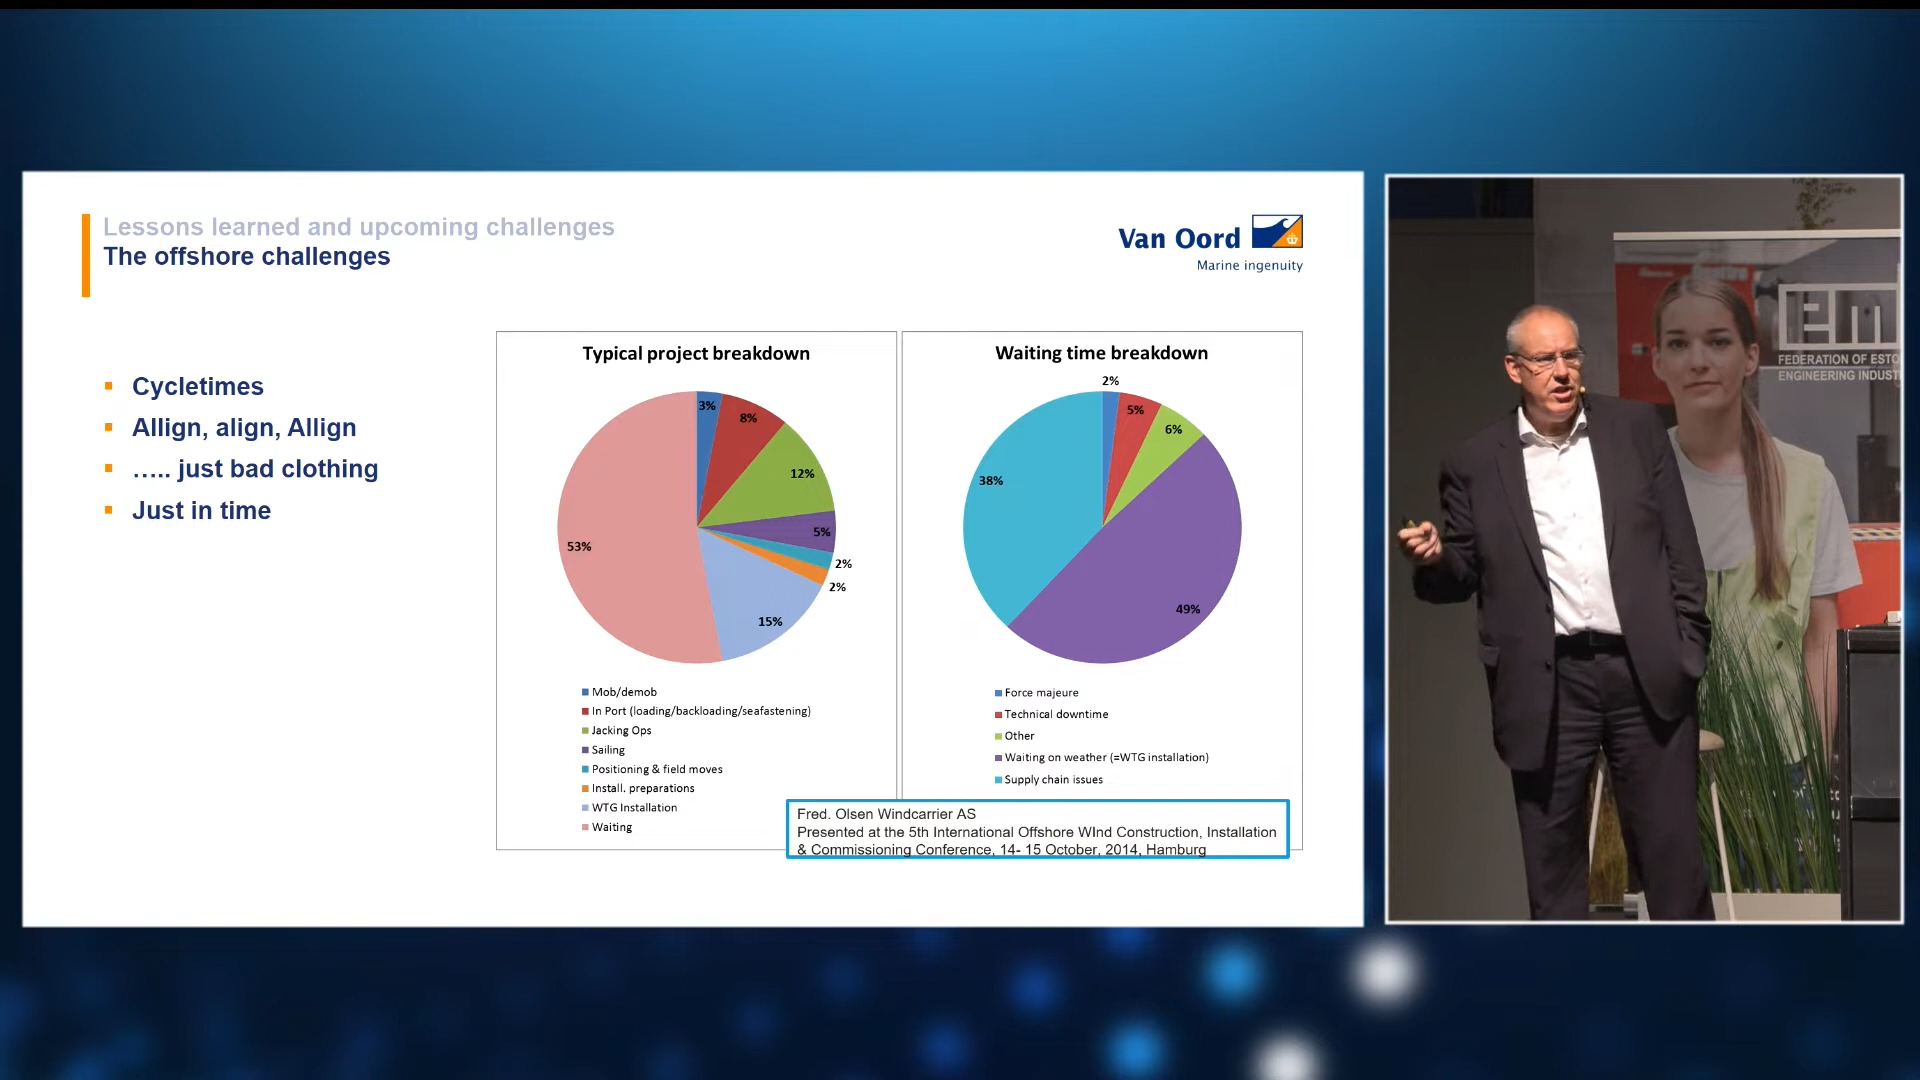 Lessons learned and upcoming challenges
The offshore challenges
Van Oord
Marine ingenuity
Cycletimes
Allign, align, Allign
….. just bad clothing
Just in time
Typical project breakdown
3%
8%
12%
5%
2%
2%
15%
53%
Mob/demob
In Port (loading/backloading/seafastening)
Jacking Ops
Sailing
Positioning & field moves
Install. preparations
WTG Installation
Waiting
Waiting time breakdown
2%
5%
6%
49%
38%
Force majeure
Technical downtime
Other
Waiting on weather (=WTG installation)
Supply chain issues
Fred. Olsen Windcarrier AS
Presented at the 5th International Offshore WInd Construction, Installation
& Commissioning Conference, 14- 15 October, 2014, Hamburg
FEDERATION OF ESTO
ENGINEERING INDUST